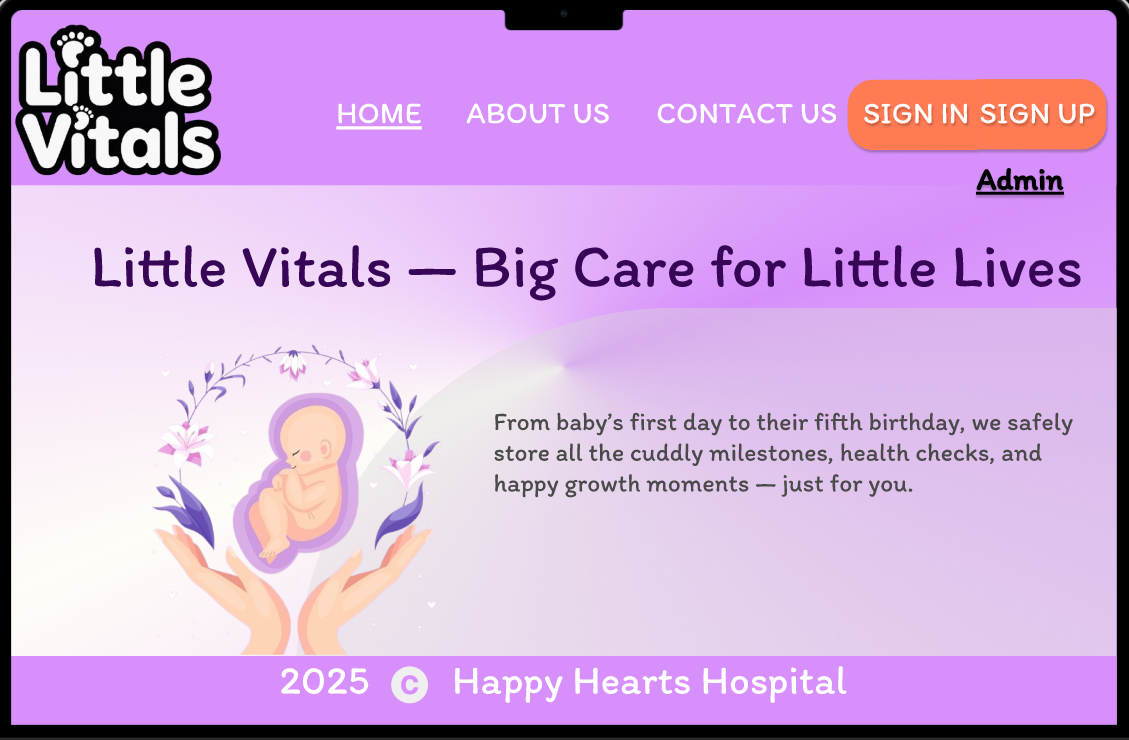 Little
Vitals
HOME ABOUT US CONTACT US SIGN IN SIGN UP
Admin
Little Vitals — Big Care for Little Lives
From baby’s first day to their fifth birthday, we safely
store all the cuddly milestones, health checks, and
happy growth moments — just for you.
2025 © Happy Hearts Hospital